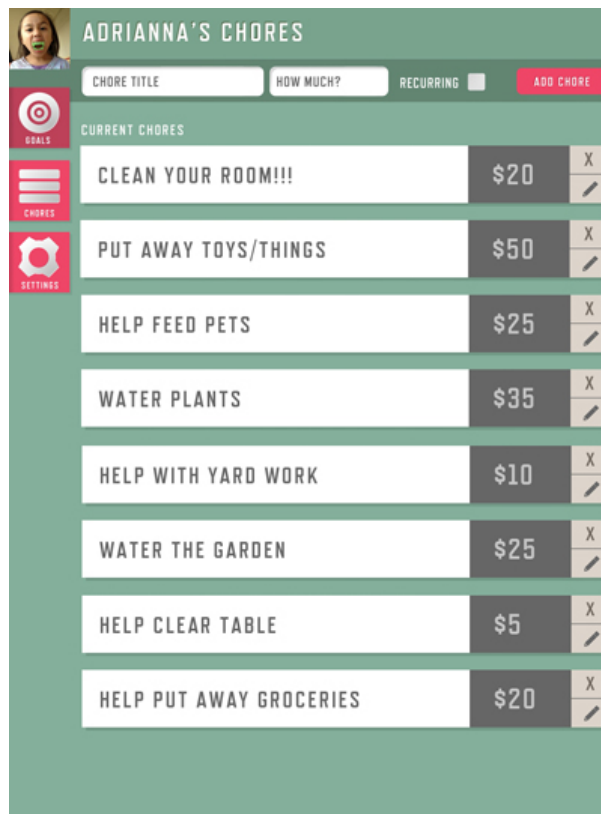 ADRIANNA'S CHORES
CHORE TITLE
HOW MUCH?
RECURRING
ADD CHORE
GOALS
CHORES
SETTINGS
CURRENT CHORES
CLEAN YOUR ROOM!!! $20 X
PUT AWAY TOYS/THINGS $50 X
HELP FEED PETS $25 X
WATER PLANTS $35 X
HELP WITH YARD WORK $10 X
WATER THE GARDEN $25 X
HELP CLEAR TABLE $5 X
HELP PUT AWAY GROCERIES $20 X